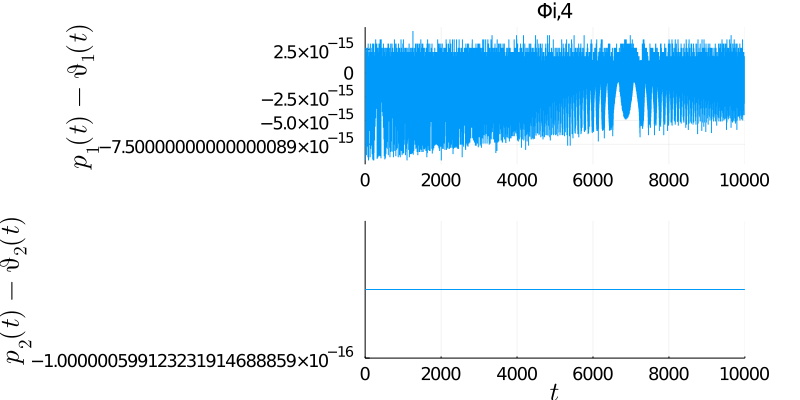 Φi,4
p₁(t) − ϑ₁(t)
2.5×10⁻¹⁵
0
−2.5×10⁻¹⁵
−5.0×10⁻¹⁵
−7.50000000000000089×10⁻¹⁵
0 2000 4000 6000 8000 10000
p₂(t) − ϑ₂(t)
−1.0000005991232319146888​59×10⁻¹⁶
0 2000 4000 6000 8000 10000
t